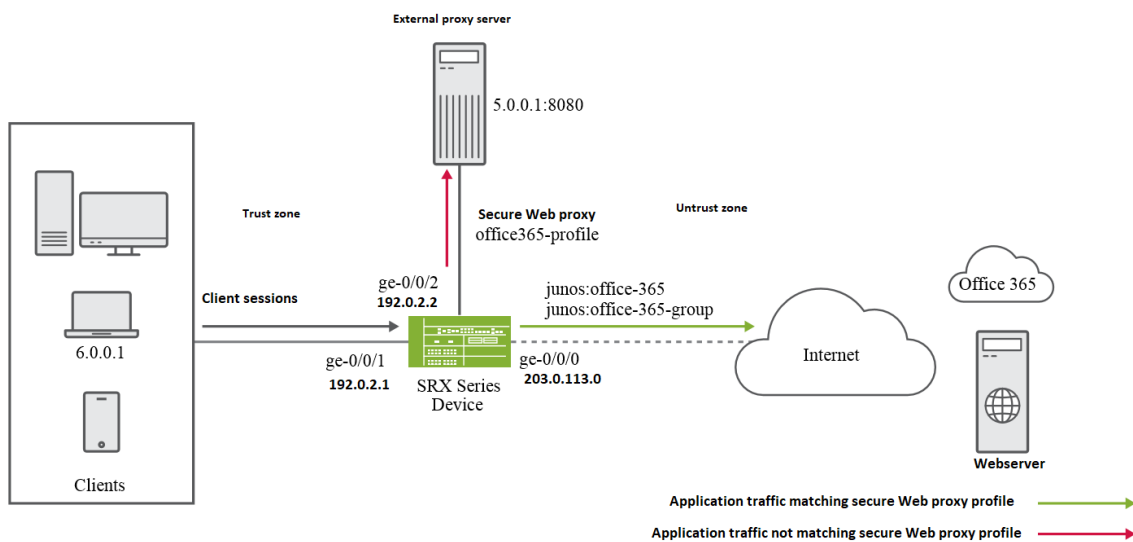 External proxy server
5.0.0.1:8080
Trust zone
Secure Web proxy
office365-profile
Untrust zone
ge-0/0/2
192.0.2.2
Client sessions
junos:office-365
junos:office-365-group
Office 365
6.0.0.1
ge-0/0/1
192.0.2.1
SRX Series
Device
ge-0/0/0
203.0.113.0
Internet
Webserver
Clients
Application traffic matching secure Web proxy profile
Application traffic not matching secure Web proxy profile